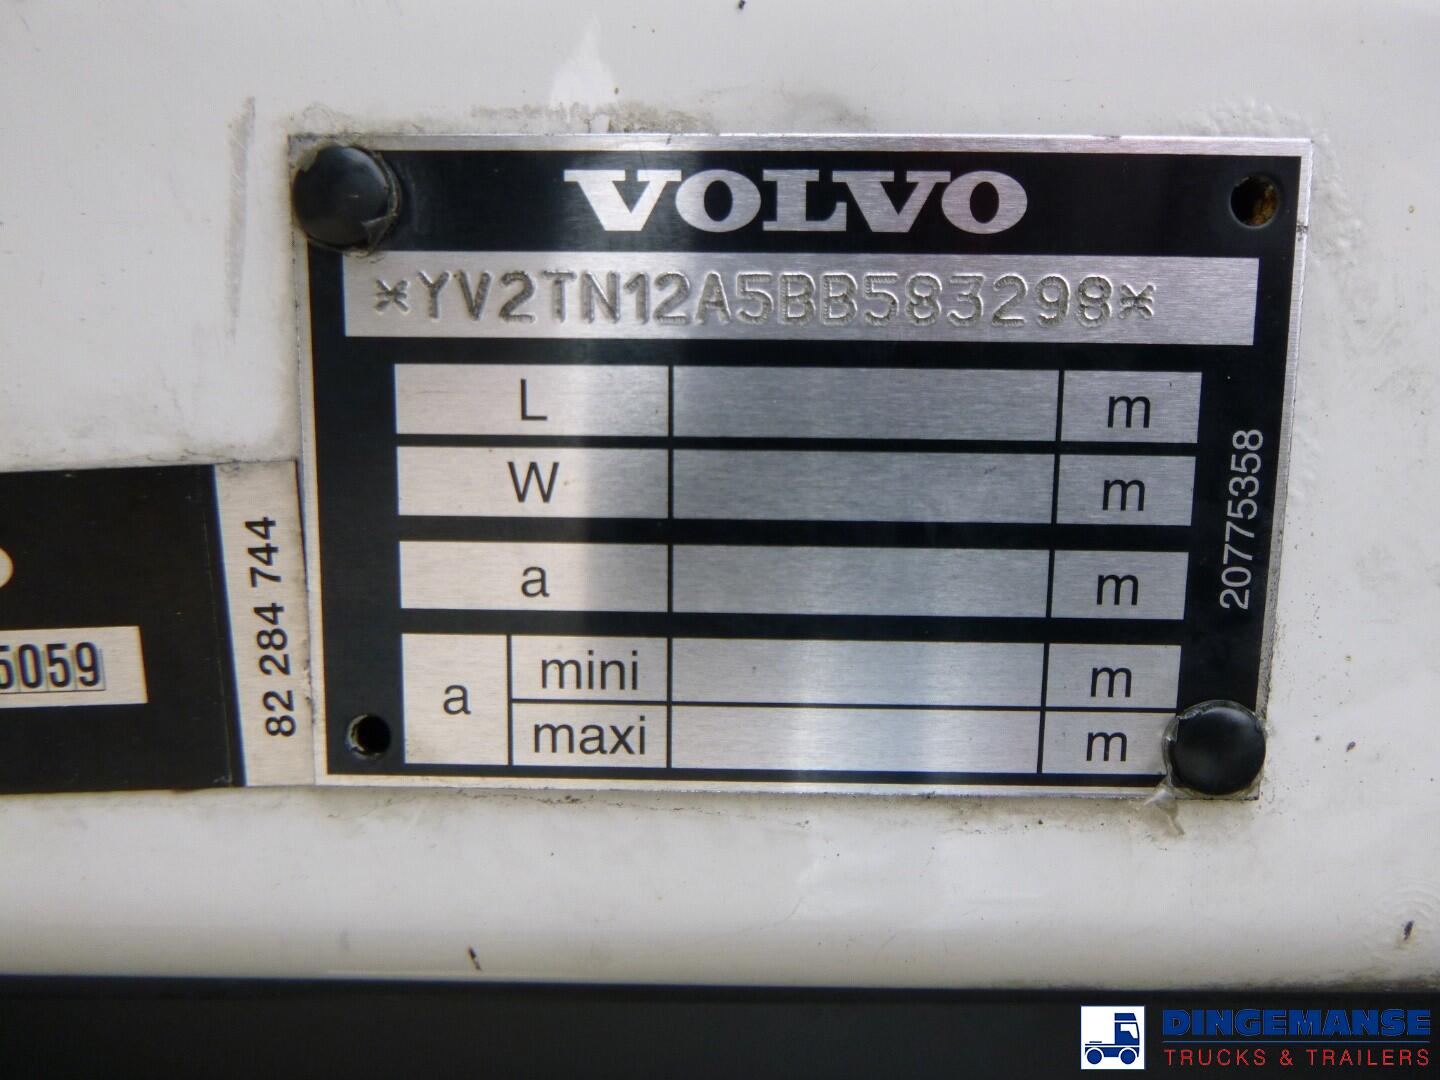 VOLVO
*YV2TN12A5BB583298*
L m
W m
a m
a mini m
maxi m
20775358
82 284 744
5059
DINGEMANSE
TRUCKS & TRAILERS